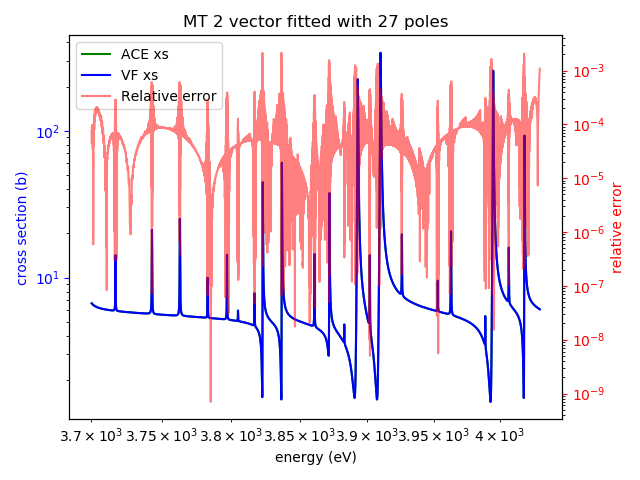 MT 2 vector fitted with 27 poles
ACE xs
VF xs
Relative error
10²
10¹
cross section (b)
10⁻³
10⁻⁴
10⁻⁵
10⁻⁶
10⁻⁷
10⁻⁸
10⁻⁹
relative error
3.7 × 10³ 3.75 × 10³ 3.8 × 10³ 3.85 × 10³ 3.9 × 10³ 3.95 × 10³ 4 × 10³
energy (eV)